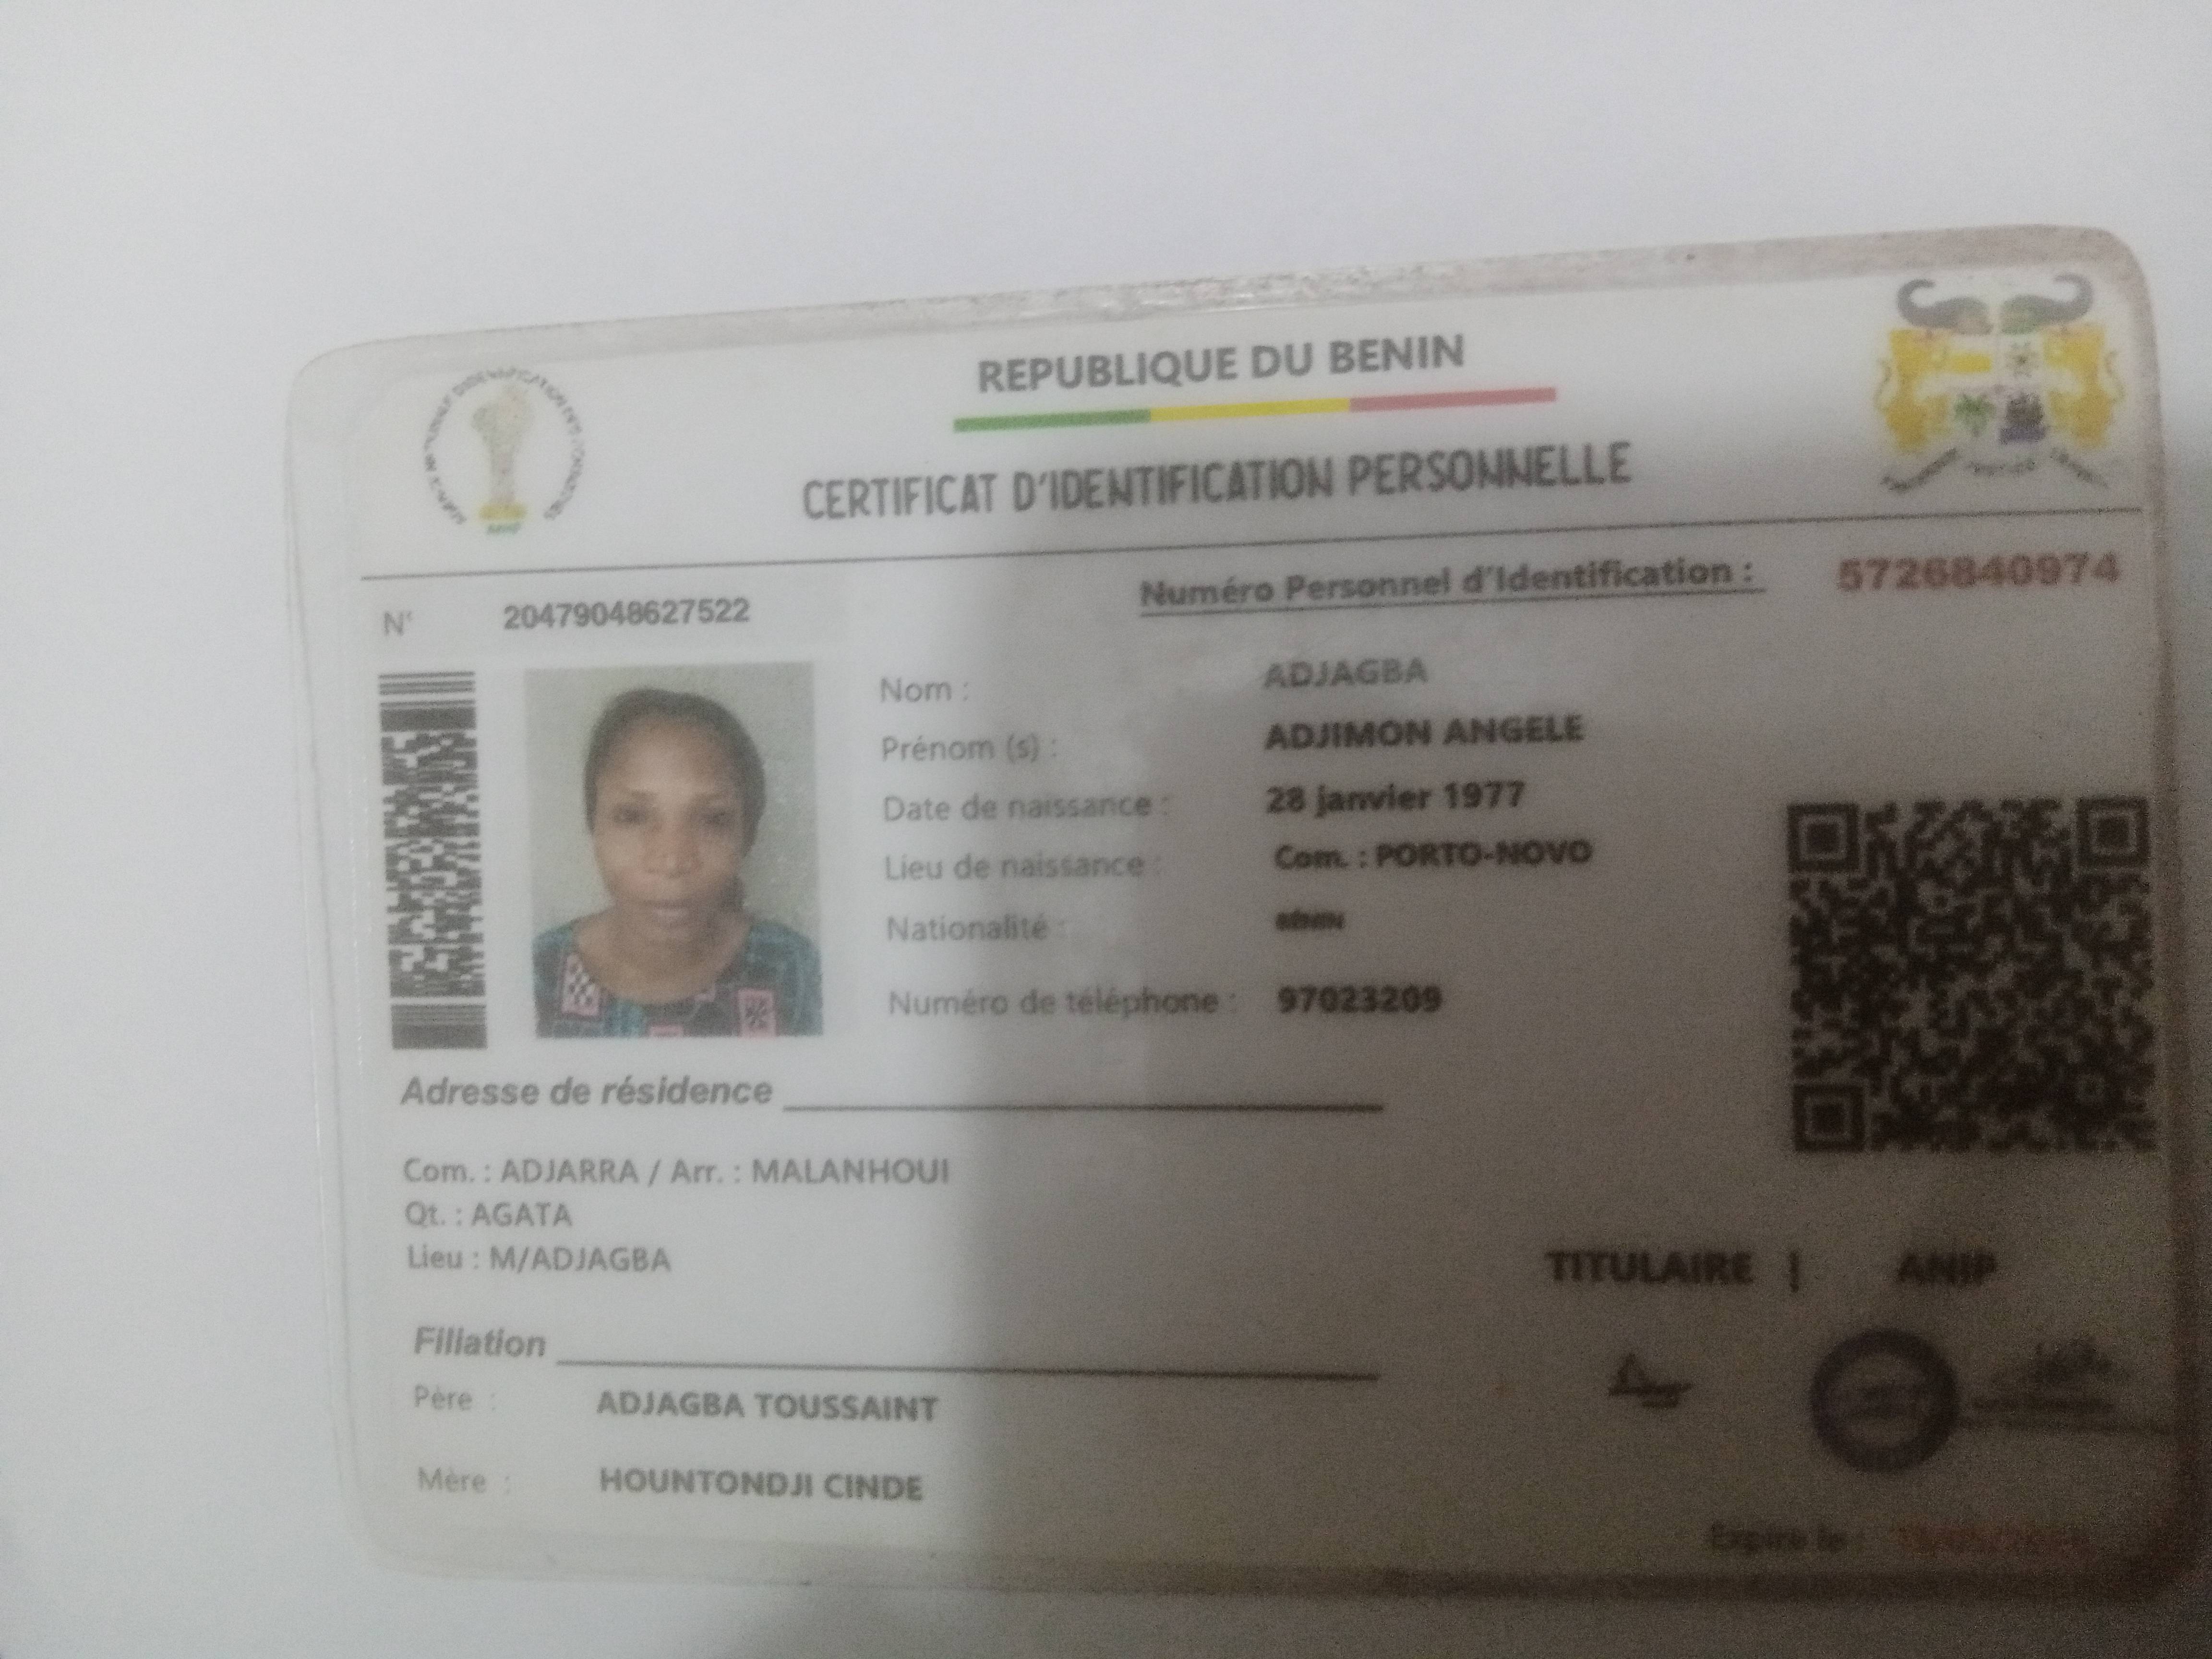 REPUBLIQUE DU BENIN
CERTIFICAT D'IDENTIFICATION PERSONNELLE
N° 20479048627522
Numéro Personnel d'Identification : 5726840974
Nom : ADJAGBA
Prénom (s) : ADJIMON ANGELE
Date de naissance : 28 janvier 1977
Lieu de naissance : Com. : PORTO-NOVO
Nationalité : BÉNIN
Numéro de téléphone : 97023209
Adresse de résidence
Com. : ADJARRA / Arr. : MALANHOUI
Qt. : AGATA
Lieu : M/ADJAGBA
TITULAIRE | ANIP
Filiation
Père : ADJAGBA TOUSSAINT
Mère : HOUNTONDJI CINDE
Expire le :